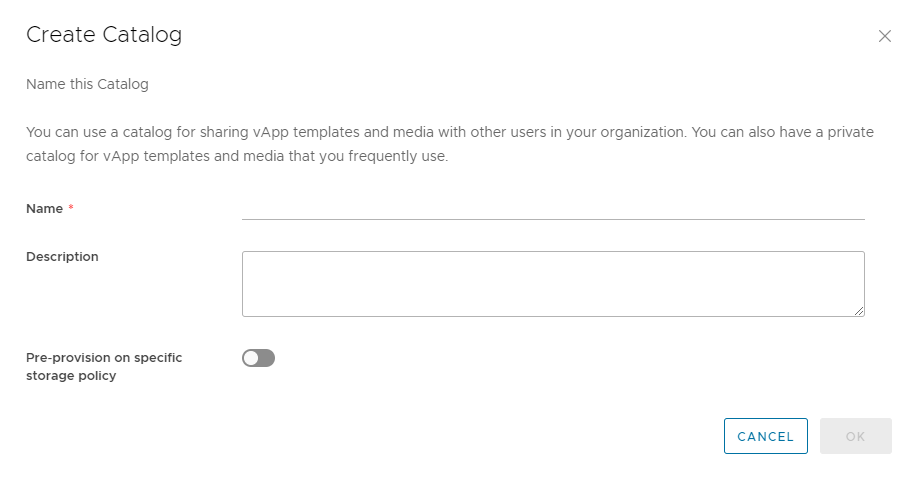 Create Catalog
Name this Catalog
You can use a catalog for sharing vApp templates and media with other users in your organization. You can also have a private
catalog for vApp templates and media that you frequently use.
Name *
Description
Pre-provision on specific
storage policy
CANCEL OK